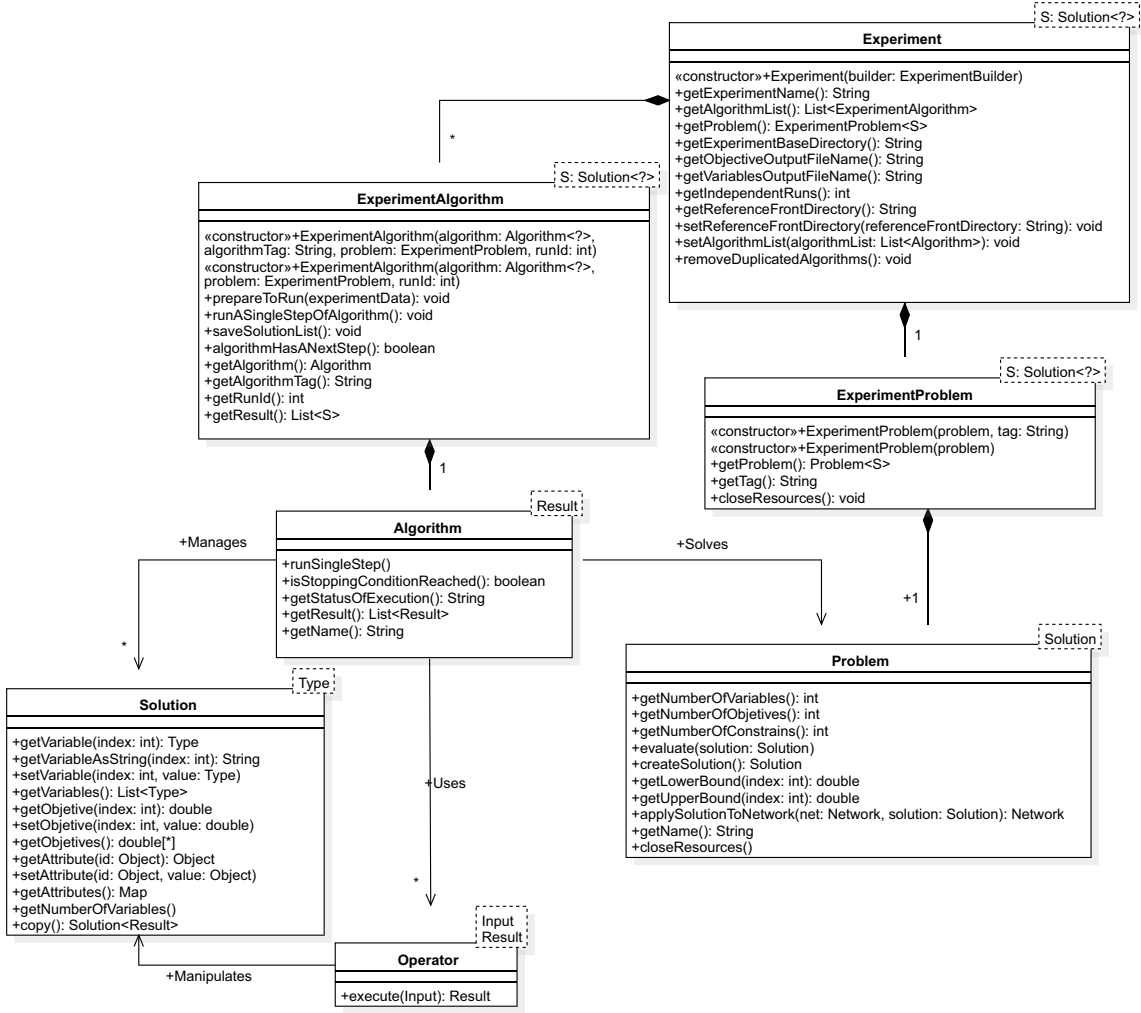 S: Solution<?>
Experiment
«constructor»+Experiment(builder: ExperimentBuilder)
+getExperimentName(): String
+getAlgorithmList(): List<ExperimentAlgorithm>
+getProblem(): ExperimentProblem<S>
+getExperimentBaseDirectory(): String
+getObjectiveOutputFileName(): String
+getVariablesOutputFileName(): String
+getIndependentRuns(): int
+getReferenceFrontDirectory(): String
+setReferenceFrontDirectory(referenceFrontDirectory: String): void
+setAlgorithmList(algorithmList: List<Algorithm>): void
+removeDuplicatedAlgorithms(): void
*
S: Solution<?>
ExperimentAlgorithm
«constructor»+ExperimentAlgorithm(algorithm: Algorithm<?>,
algorithmTag: String, problem: ExperimentProblem, runId: int)
«constructor»+ExperimentAlgorithm(algorithm: Algorithm<?>,
problem: ExperimentProblem, runId: int)
+prepareToRun(experimentData): void
+runASingleStepOfAlgorithm(): void
+saveSolutionList(): void
+algorithmHasANextStep(): boolean
+getAlgorithm(): Algorithm
+getAlgorithmTag(): String
+getRunId(): int
+getResult(): List<S>
1
S: Solution<?>
ExperimentProblem
«constructor»+ExperimentProblem(problem, tag: String)
«constructor»+ExperimentProblem(problem)
+getProblem(): Problem<S>
+getTag(): String
+closeResources(): void
1
Result
Algorithm
+runSingleStep()
+isStoppingConditionReached(): boolean
+getStatusOfExecution(): String
+getResult(): List<Result>
+getName(): String
+Manages
*
+Solves
+1
Solution
Problem
+getNumberOfVariables(): int
+getNumberOfObjetives(): int
+getNumberOfConstrains(): int
+evaluate(solution: Solution)
+createSolution(): Solution
+getLowerBound(index: int): double
+getUpperBound(index: int): double
+applySolutionToNetwork(net: Network, solution: Solution): Network
+getName(): String
+closeResources()
Type
Solution
+getVariable(index: int): Type
+getVariableAsString(index: int): String
+setVariable(index: int, value: Type)
+getVariables(): List<Type>
+getObjetive(index: int): double
+setObjetive(index: int, value: double)
+getObjetives(): double[*]
+getAttribute(id: Object): Object
+setAttribute(id: Object, value: Object)
+getAttributes(): Map
+getNumberOfVariables()
+copy(): Solution<Result>
+Uses
*
Input
Result
Operator
+execute(Input): Result
+Manipulates